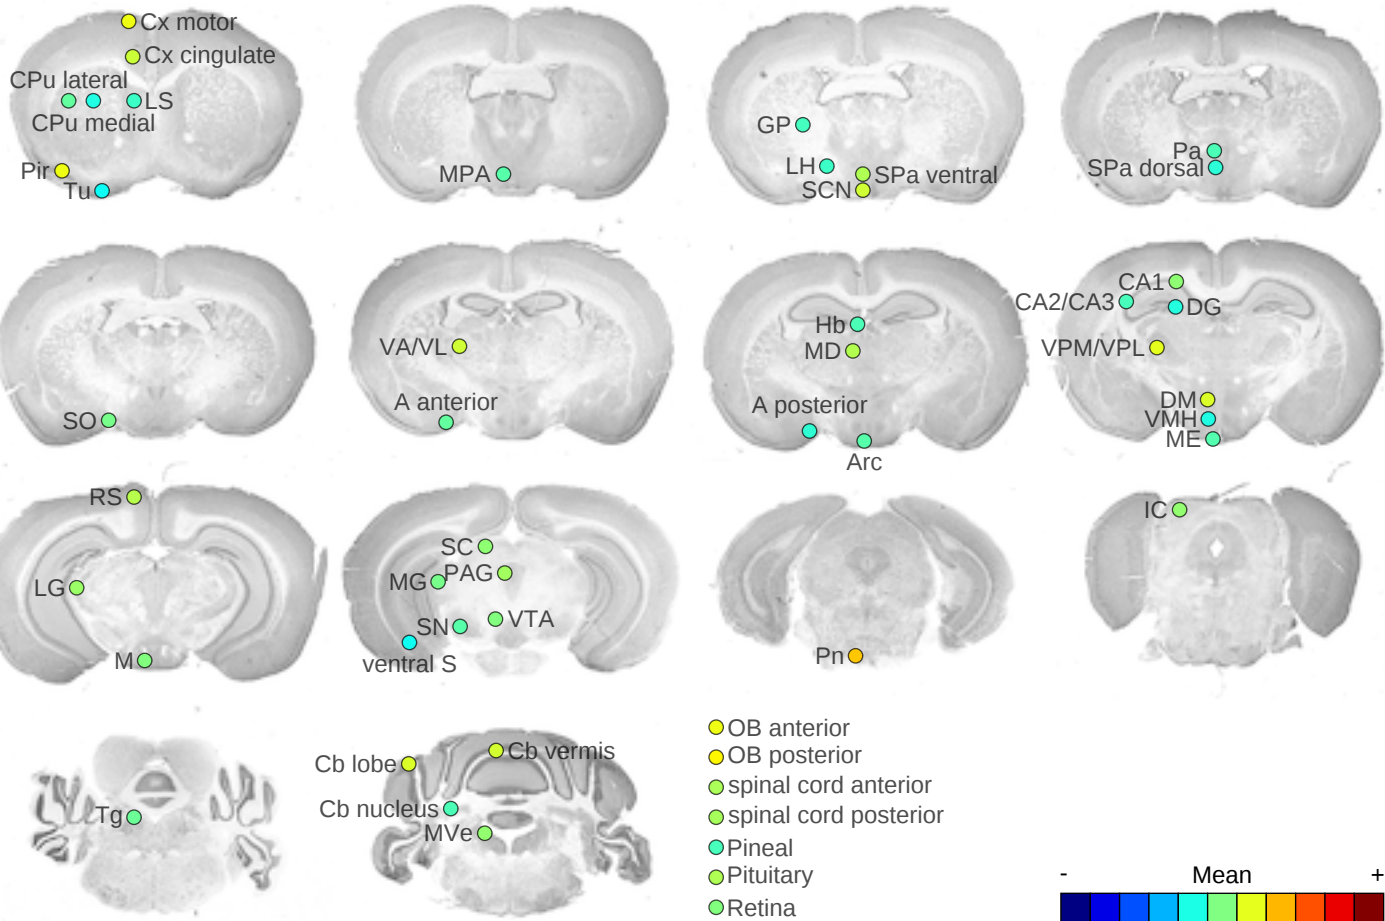 Cx motor
Cx cingulate
CPu lateral
LS
CPu medial
Pir
Tu
MPA
GP
LH
SPa ventral
SCN
Pa
SPa dorsal
SO
VA/VL
A anterior
Hb
MD
A posterior
Arc
CA1
CA2/CA3
DG
VPM/VPL
DM
VMH
ME
RS
LG
M
SC
MG
PAG
SN
VTA
ventral S
Pn
IC
Tg
Cb lobe
Cb vermis
Cb nucleus
MVe
OB anterior
OB posterior
spinal cord anterior
spinal cord posterior
Pineal
Pituitary
Retina
- Mean +